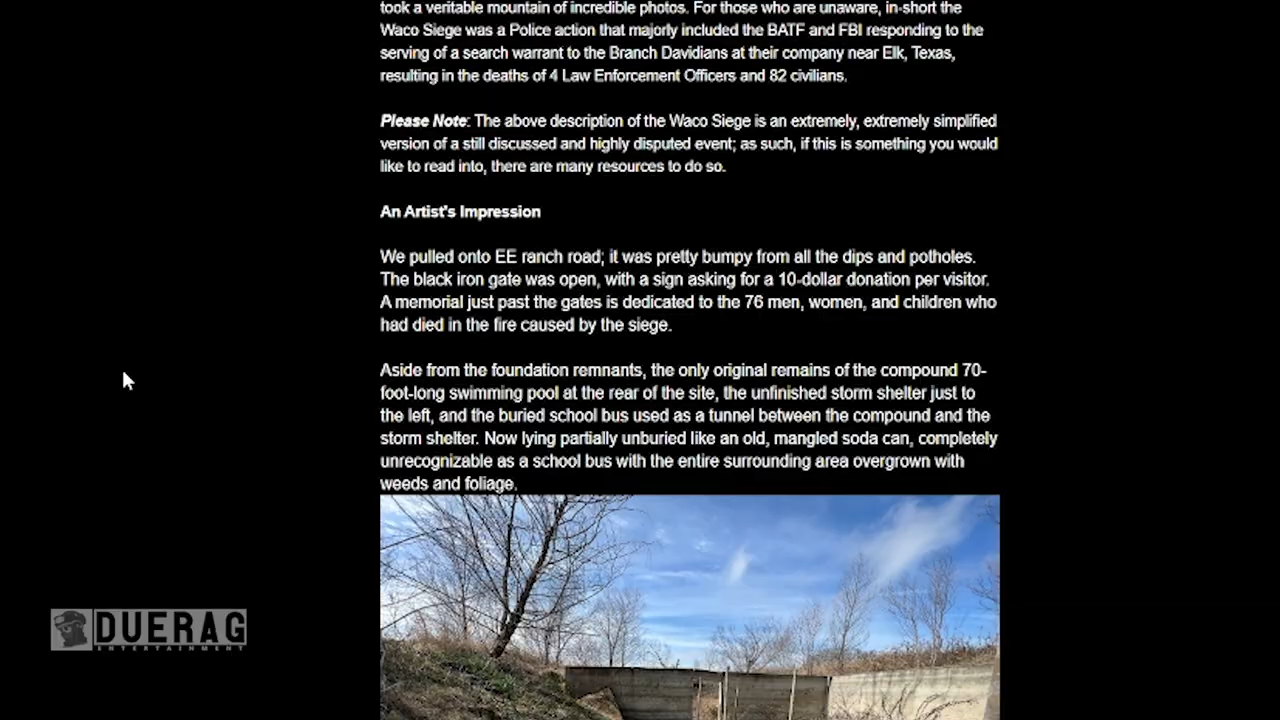 took a veritable mountain of incredible photos. For those who are unaware, in-short the
Waco Siege was a Police action that majorly included the BATF and FBI responding to the
serving of a search warrant to the Branch Davidians at their company near Elk, Texas,
resulting in the deaths of 4 Law Enforcement Officers and 82 civilians.
Please Note: The above description of the Waco Siege is an extremely, extremely simplified
version of a still discussed and highly disputed event; as such, if this is something you would
like to read into, there are many resources to do so.
An Artist's Impression
We pulled onto EE ranch road; it was pretty bumpy from all the dips and potholes.
The black iron gate was open, with a sign asking for a 10-dollar donation per visitor.
A memorial just past the gates is dedicated to the 76 men, women, and children who
had died in the fire caused by the siege.
Aside from the foundation remnants, the only original remains of the compound 70-
foot-long swimming pool at the rear of the site, the unfinished storm shelter just to
the left, and the buried school bus used as a tunnel between the compound and the
storm shelter. Now lying partially unburied like an old, mangled soda can, completely
unrecognizable as a school bus with the entire surrounding area overgrown with
weeds and foliage.
DUERAG
ENTERTAINMENT